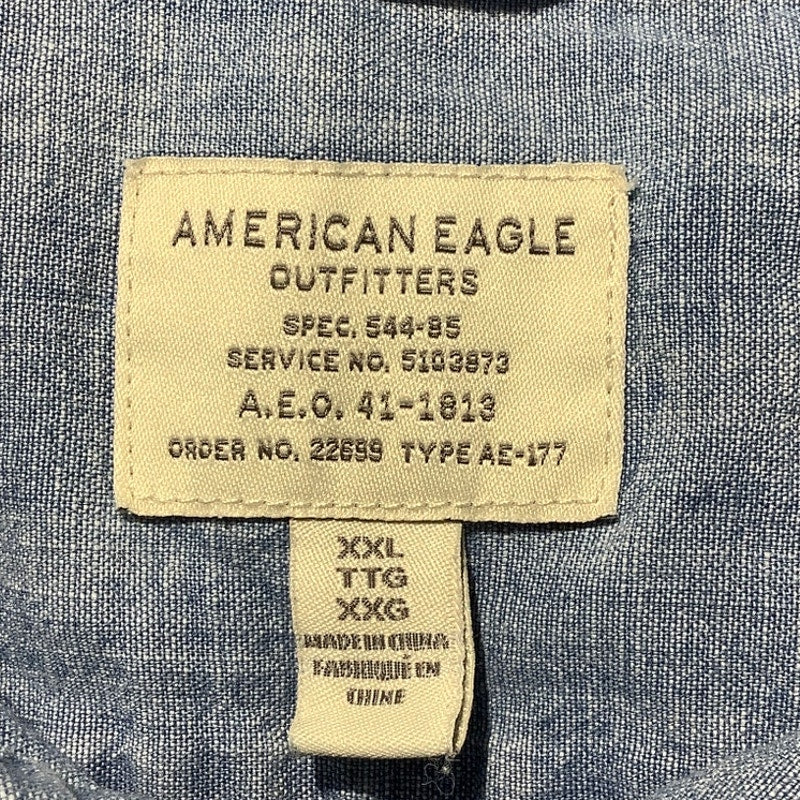 AMERICAN EAGLE
OUTFITTERS
SPEC. 544-85
SERVICE NO. 5103873
A.E.O. 41-1813
ORDER NO. 22699 TYPE AE-177
XXL
TTG
XXG
MADE IN CHINA
FABRIQUÉ EN
CHINE